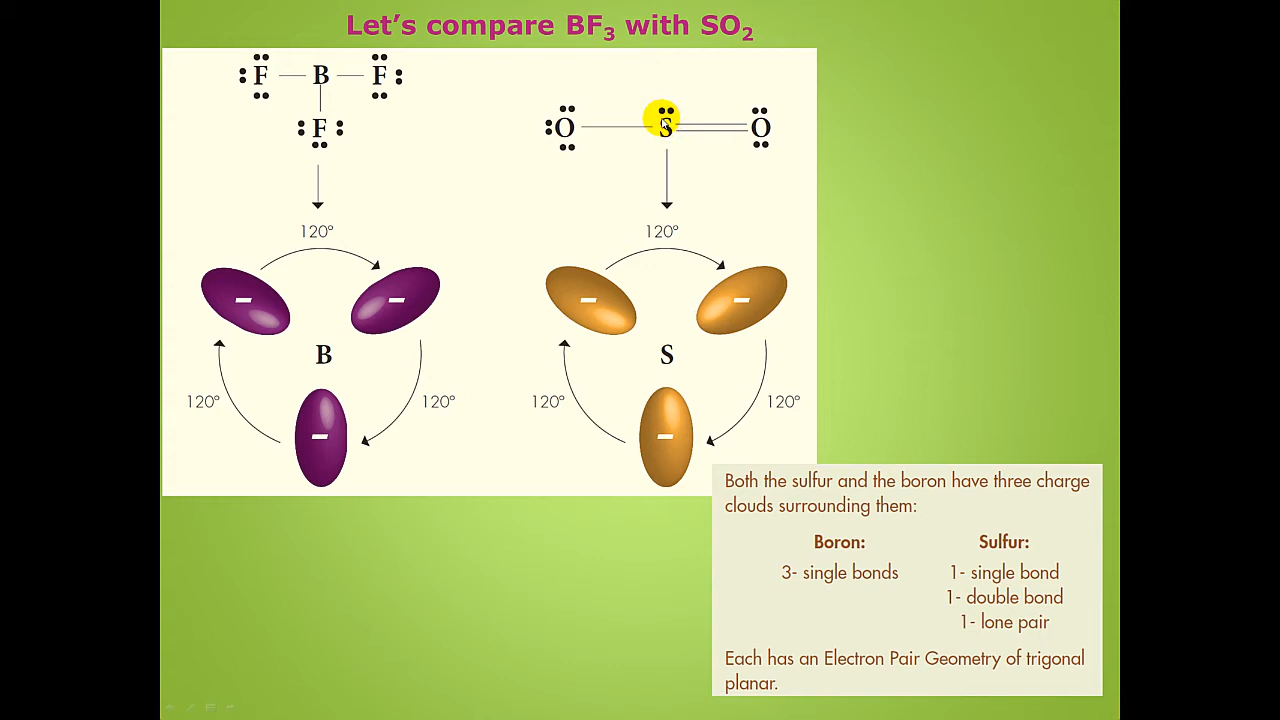 Let's compare BF₃ with SO₂
F B F
F
O S O
120°
120°
120°
120°
120°
120°
-
-
-
-
-
-
B
S
Both the sulfur and the boron have three charge
clouds surrounding them:
Boron:
3- single bonds
Sulfur:
1- single bond
1- double bond
1- lone pair
Each has an Electron Pair Geometry of trigonal
planar.